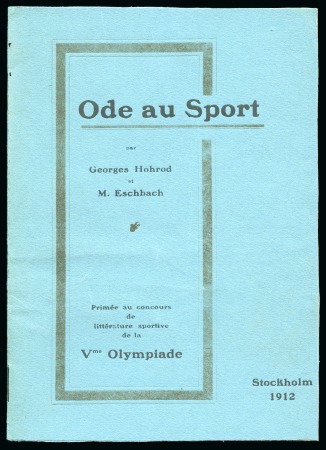 Ode au Sport
par
Georges Hohrod
et
M. Eschbach
Primée au concours
de
littérature sportive
de la
Vme Olympiade
Stockholm
1912